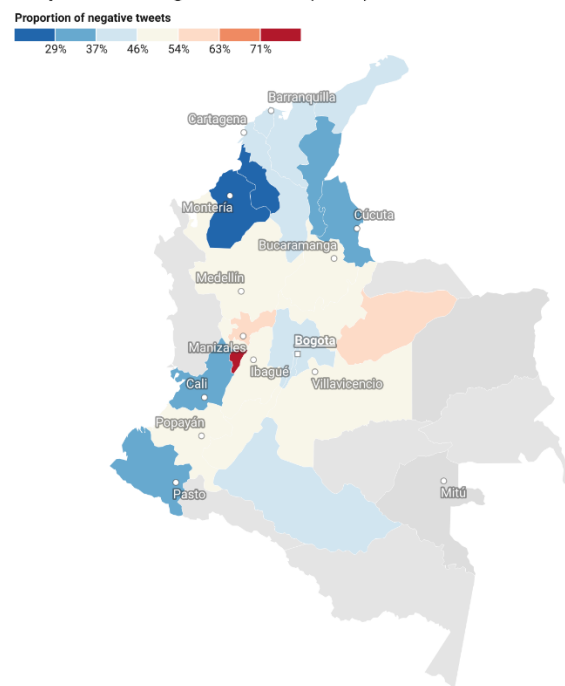 Proportion of negative tweets
29% 37% 46% 54% 63% 71%
Barranquilla
Cartagena
Montería
Cúcuta
Bucaramanga
Medellín
Manizales
Bogota
Ibagué
Cali
Villavicencio
Popayán
Pasto
Mitú